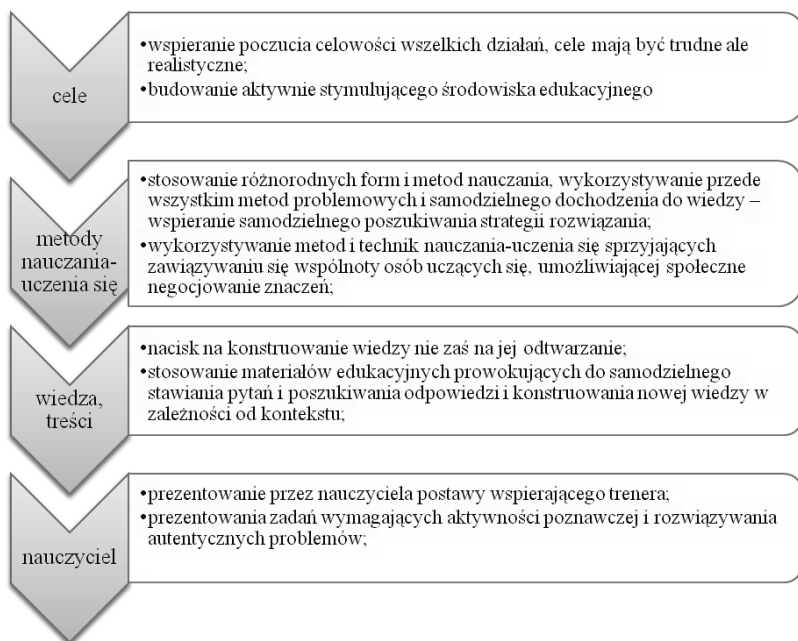 cele
•wspieranie poczucia celowości wszelkich działań, cele mają być trudne ale
realistyczne;
•budowanie aktywnie stymulującego środowiska edukacyjnego
metody
nauczania-
uczenia się
•stosowanie różnorodnych form i metod nauczania, wykorzystywanie przede
wszystkim metod problemowych i samodzielnego dochodzenia do wiedzy –
wspieranie samodzielnego poszukiwania strategii rozwiązania;
•wykorzystywanie metod i technik nauczania-uczenia się sprzyjających
zawiązywaniu się wspólnoty osób uczących się, umożliwiającej społeczne
negocjowanie znaczeń;
wiedza,
treści
•nacisk na konstruowanie wiedzy nie zaś na jej odtwarzanie;
•stosowanie materiałów edukacyjnych prowokujących do samodzielnego
stawiania pytań i poszukiwania odpowiedzi i konstruowania nowej wiedzy w
zależności od kontekstu;
nauczyciel
•prezentowanie przez nauczyciela postawy wspierającego trenera;
•prezentowania zadań wymagających aktywności poznawczej i rozwiązywania
autentycznych problemów;